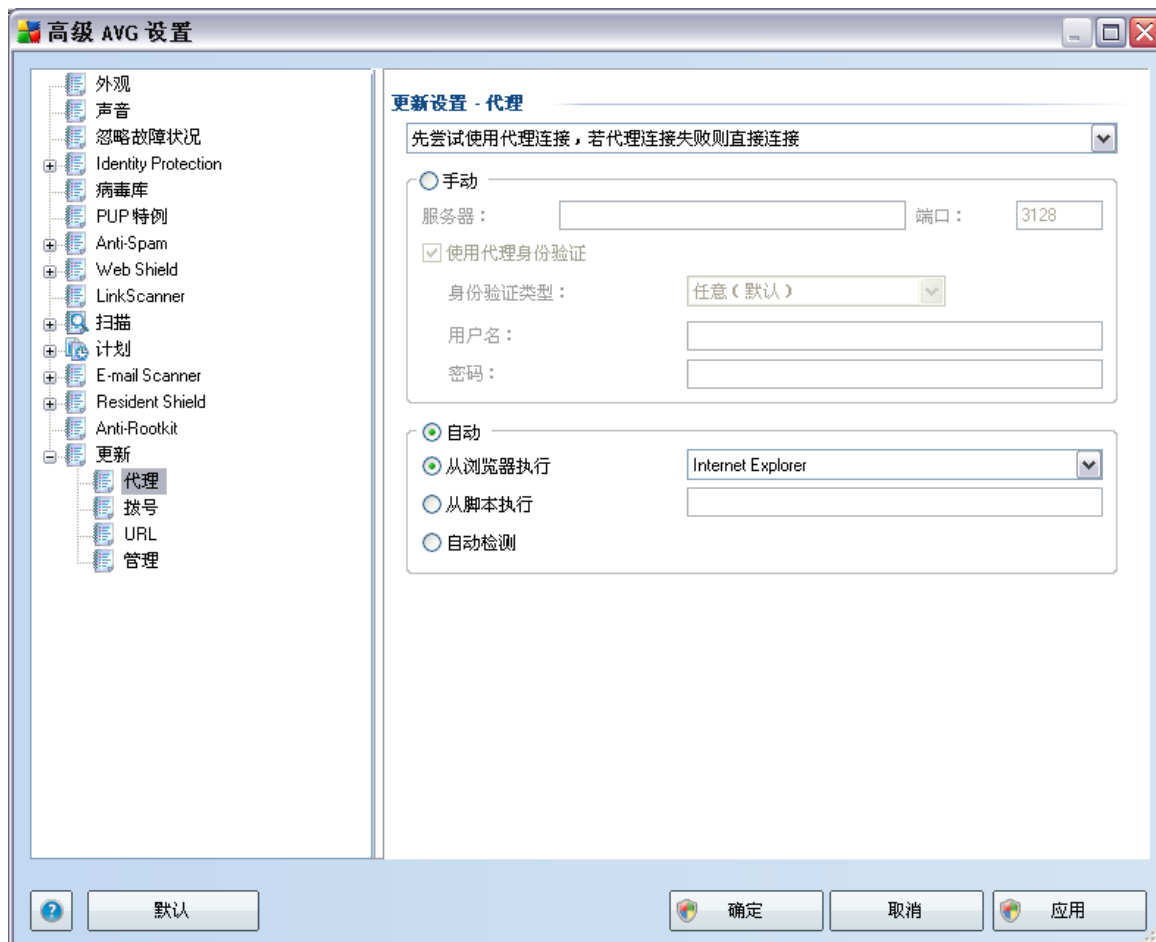 高级 AVG 设置
外观
声音
忽略故障状况
Identity Protection
病毒库
PUP 特例
Anti-Spam
Web Shield
LinkScanner
扫描
计划
E-mail Scanner
Resident Shield
Anti-Rootkit
更新
代理
拨号
URL
管理
更新设置 - 代理
先尝试使用代理连接，若代理连接失败则直接连接
手动
服务器： 端口： 3128
使用代理身份验证
身份验证类型： 任意（默认）
用户名：
密码：
自动
从浏览器执行 Internet Explorer
从脚本执行
自动检测
? 默认 确定 取消 应用